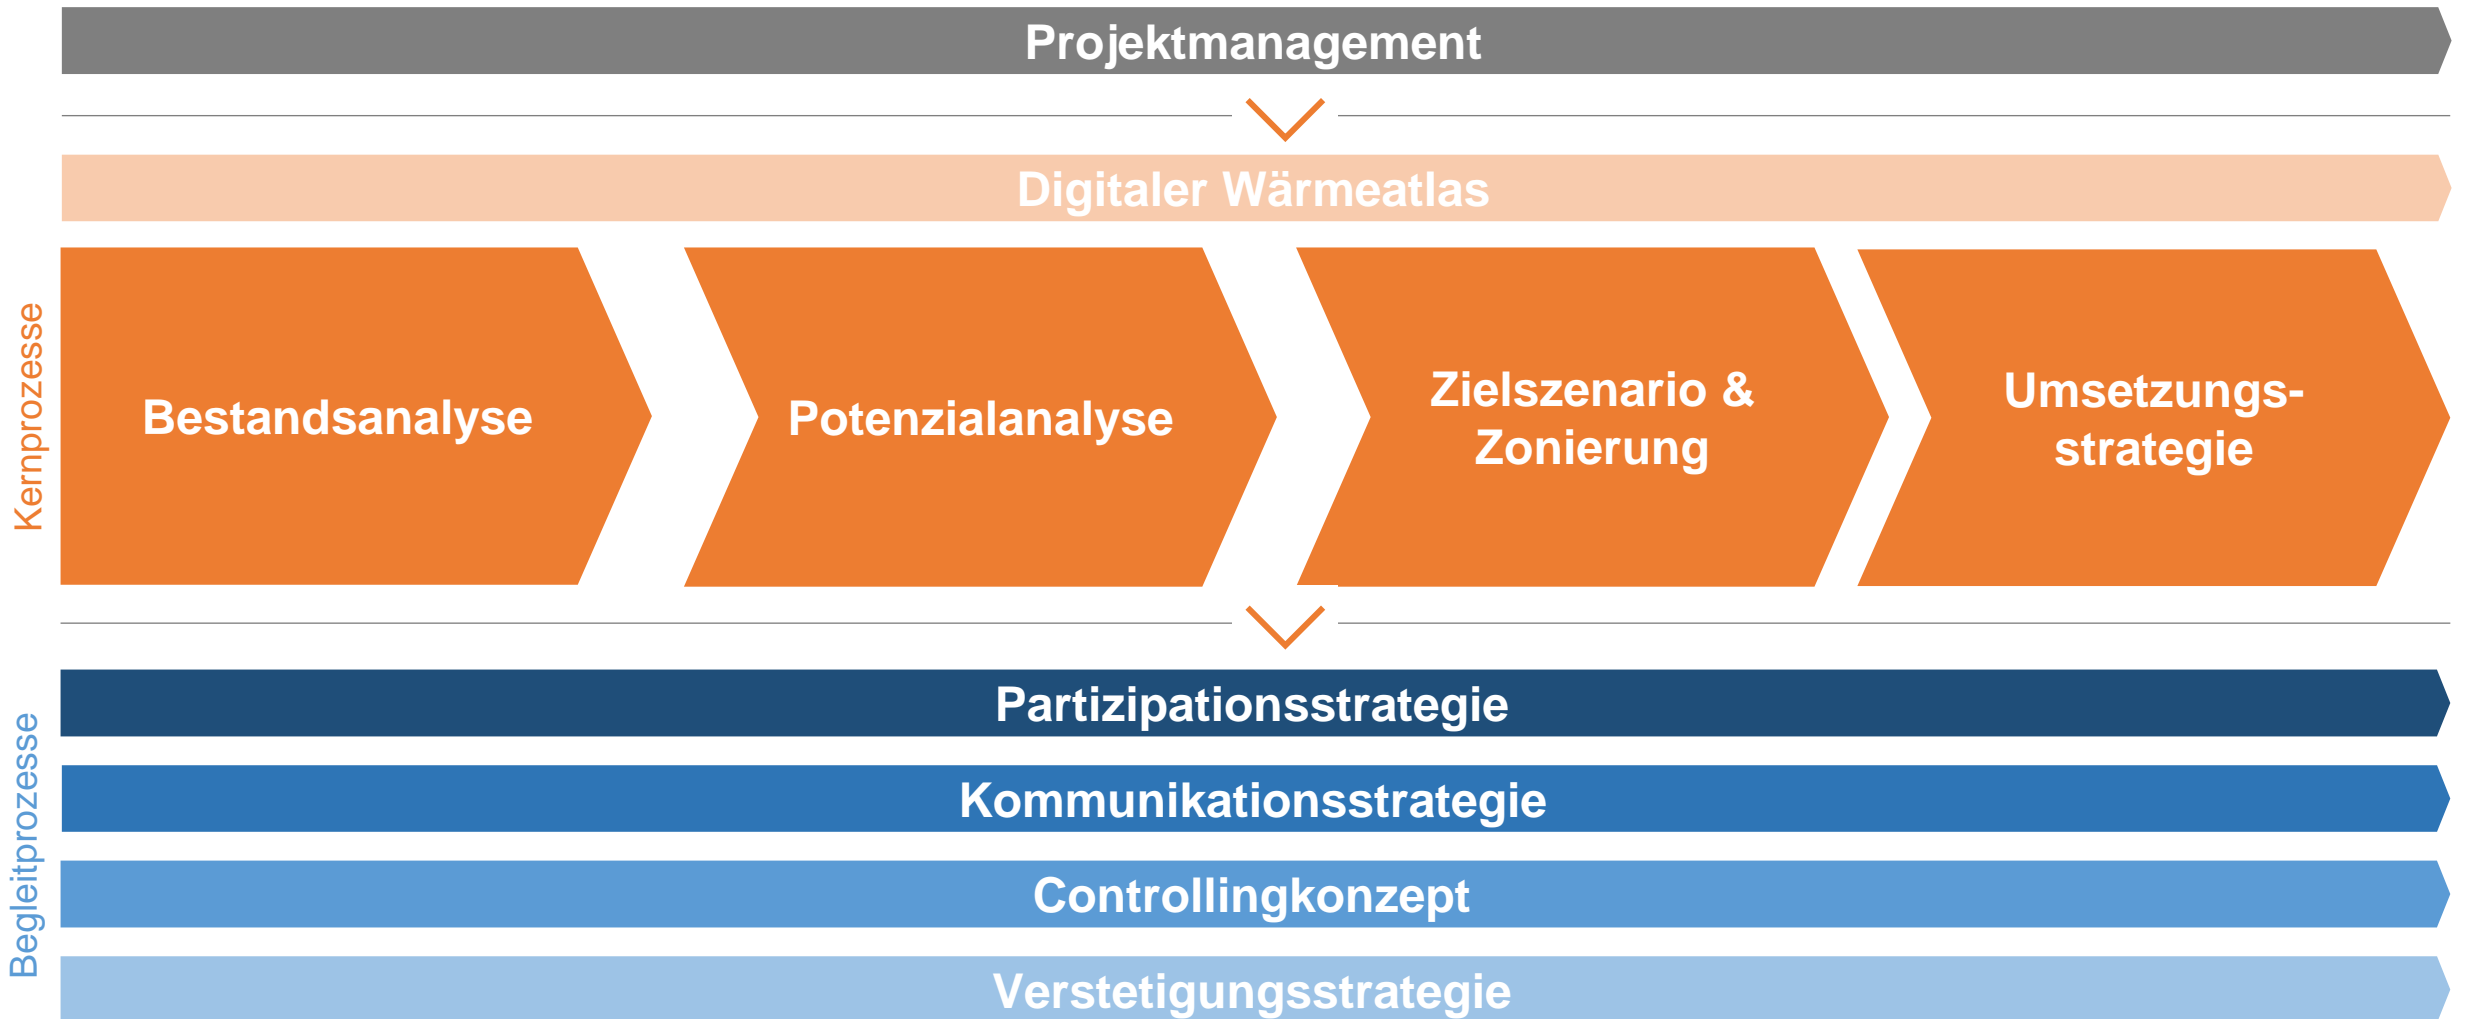 Projektmanagement
Digitaler Wärmeatlas
Kernprozesse
Bestandsanalyse
Potenzialanalyse
Zielszenario &
Zonierung
Umsetzungs-
strategie
Begleitprozesse
Partizipationsstrategie
Kommunikationsstrategie
Controllingkonzept
Verstetigungsstrategie